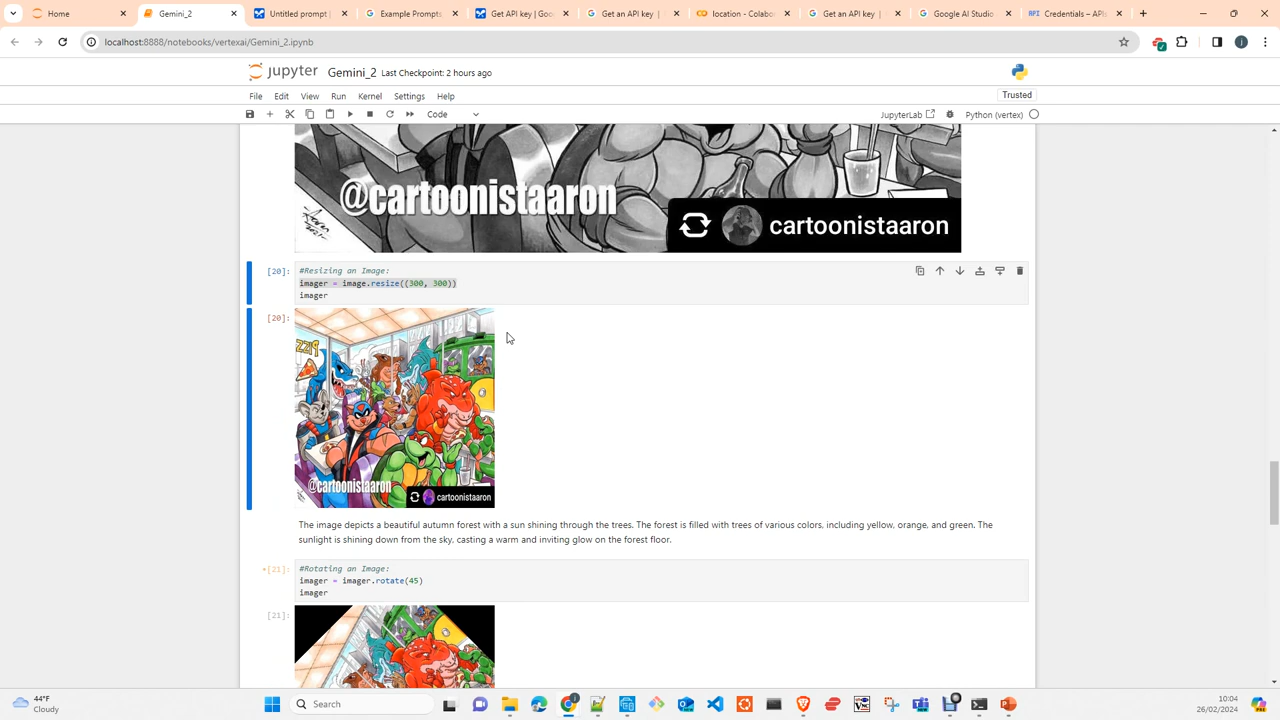 Home
Gemini_2
Untitled prompt |
Example Prompts,
Get API key | Goo
Get an API key |
location - Colabo
Get an API key |
Google AI Studio
API Credentials – APIs
localhost:8888/notebooks/vertexai/Gemini_2.ipynb
jupyter Gemini_2 Last Checkpoint: 2 hours ago
Trusted
File Edit View Run Kernel Settings Help
Code JupyterLab Python (vertex)
@cartoonistaaron
cartoonistaaron
[20]: #Resizing an Image:
imager = image.resize((300, 300))
imager
[20]:
@cartoonistaaron
cartoonistaaron
The image depicts a beautiful autumn forest with a sun shining through the trees. The forest is filled with trees of various colors, including yellow, orange, and green. The
sunlight is shining down from the sky, casting a warm and inviting glow on the forest floor.
•[21]: #Rotating an Image:
imager = imager.rotate(45)
imager
[21]:
44°F
Cloudy
Search
10:04
26/02/2024